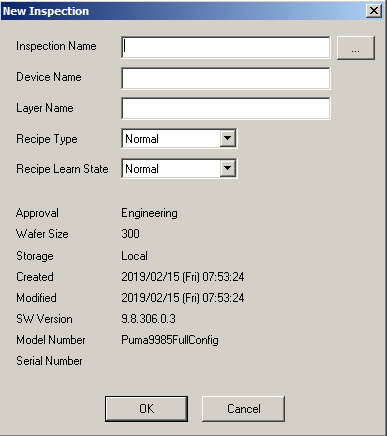 New Inspection
Inspection Name ...
Device Name
Layer Name
Recipe Type Normal
Recipe Learn State Normal
Approval Engineering
Wafer Size 300
Storage Local
Created 2019/02/15 (Fri) 07:53:24
Modified 2019/02/15 (Fri) 07:53:24
SW Version 9.8.306.0.3
Model Number Puma9985FullConfig
Serial Number
OK Cancel